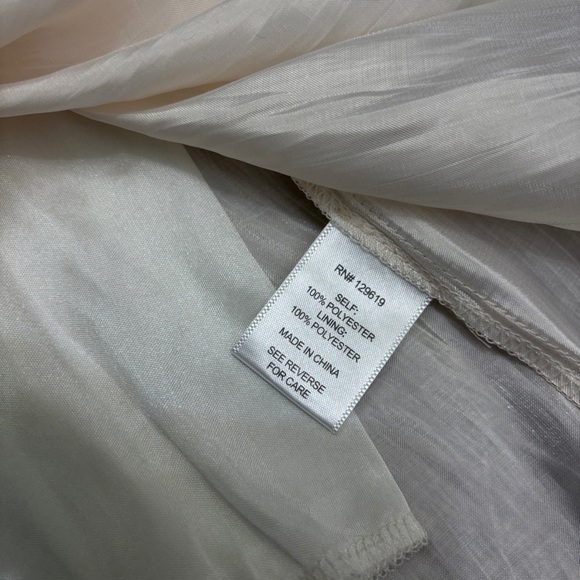 RN# 129619
SELF:
100% POLYESTER
LINING:
100% POLYESTER
MADE IN CHINA
SEE REVERSE
FOR CARE